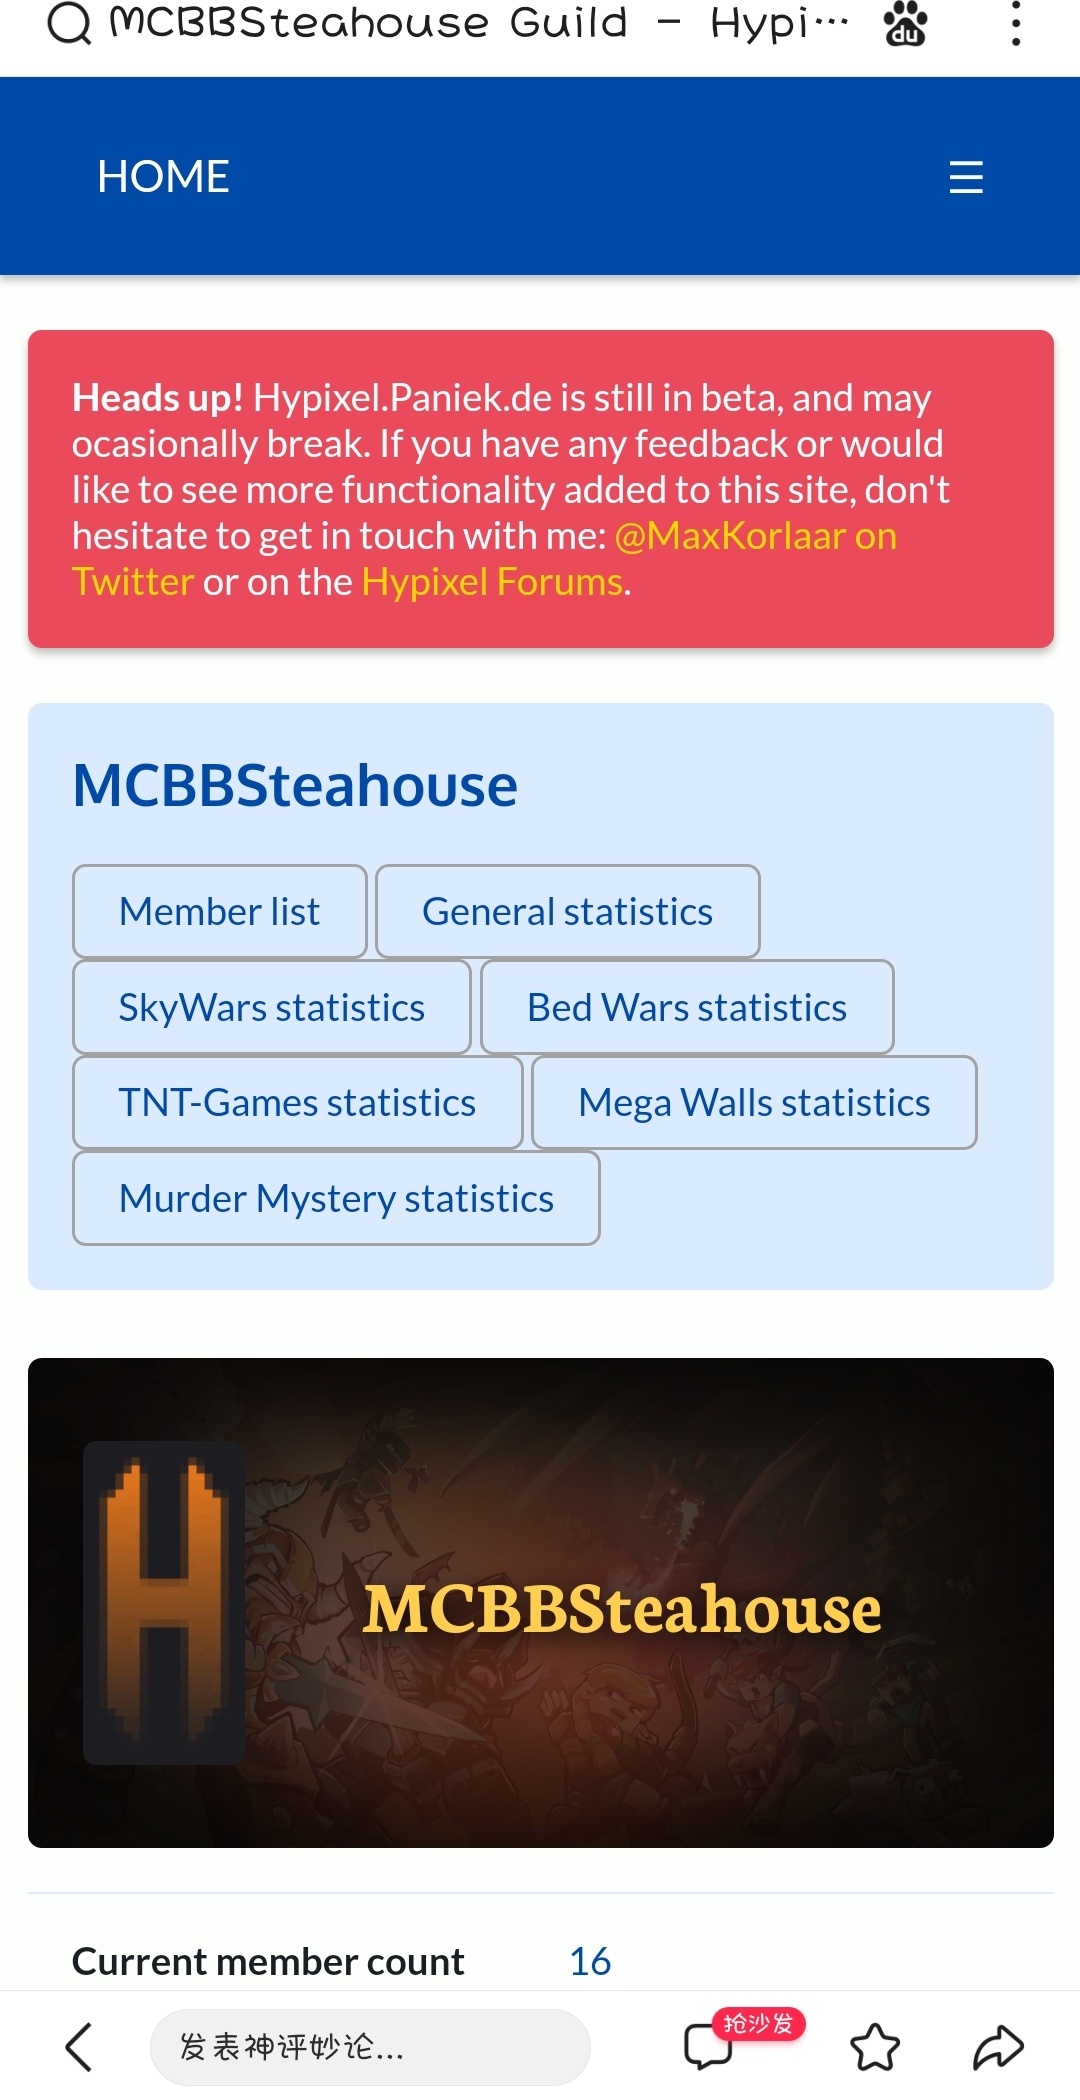 MCBBSteahouse Guild - Hypi…
du
HOME
Heads up! Hypixel.Paniek.de is still in beta, and may
ocasionally break. If you have any feedback or would
like to see more functionality added to this site, don't
hesitate to get in touch with me: @MaxKorlaar on
Twitter or on the Hypixel Forums.
MCBBSteahouse
Member list
General statistics
SkyWars statistics
Bed Wars statistics
TNT-Games statistics
Mega Walls statistics
Murder Mystery statistics
H
MCBBSteahouse
Current member count 16
发表神评妙论...
抢沙发